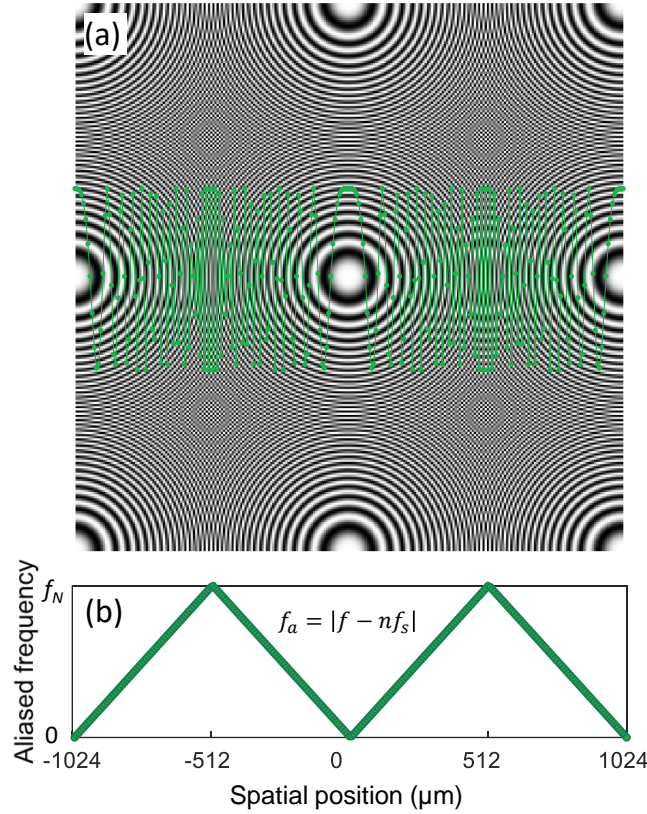 (a)
Aliased frequency
f_N
(b)
f_a = |f − nf_s|
0
-1024 -512 0 512 1024
Spatial position (µm)